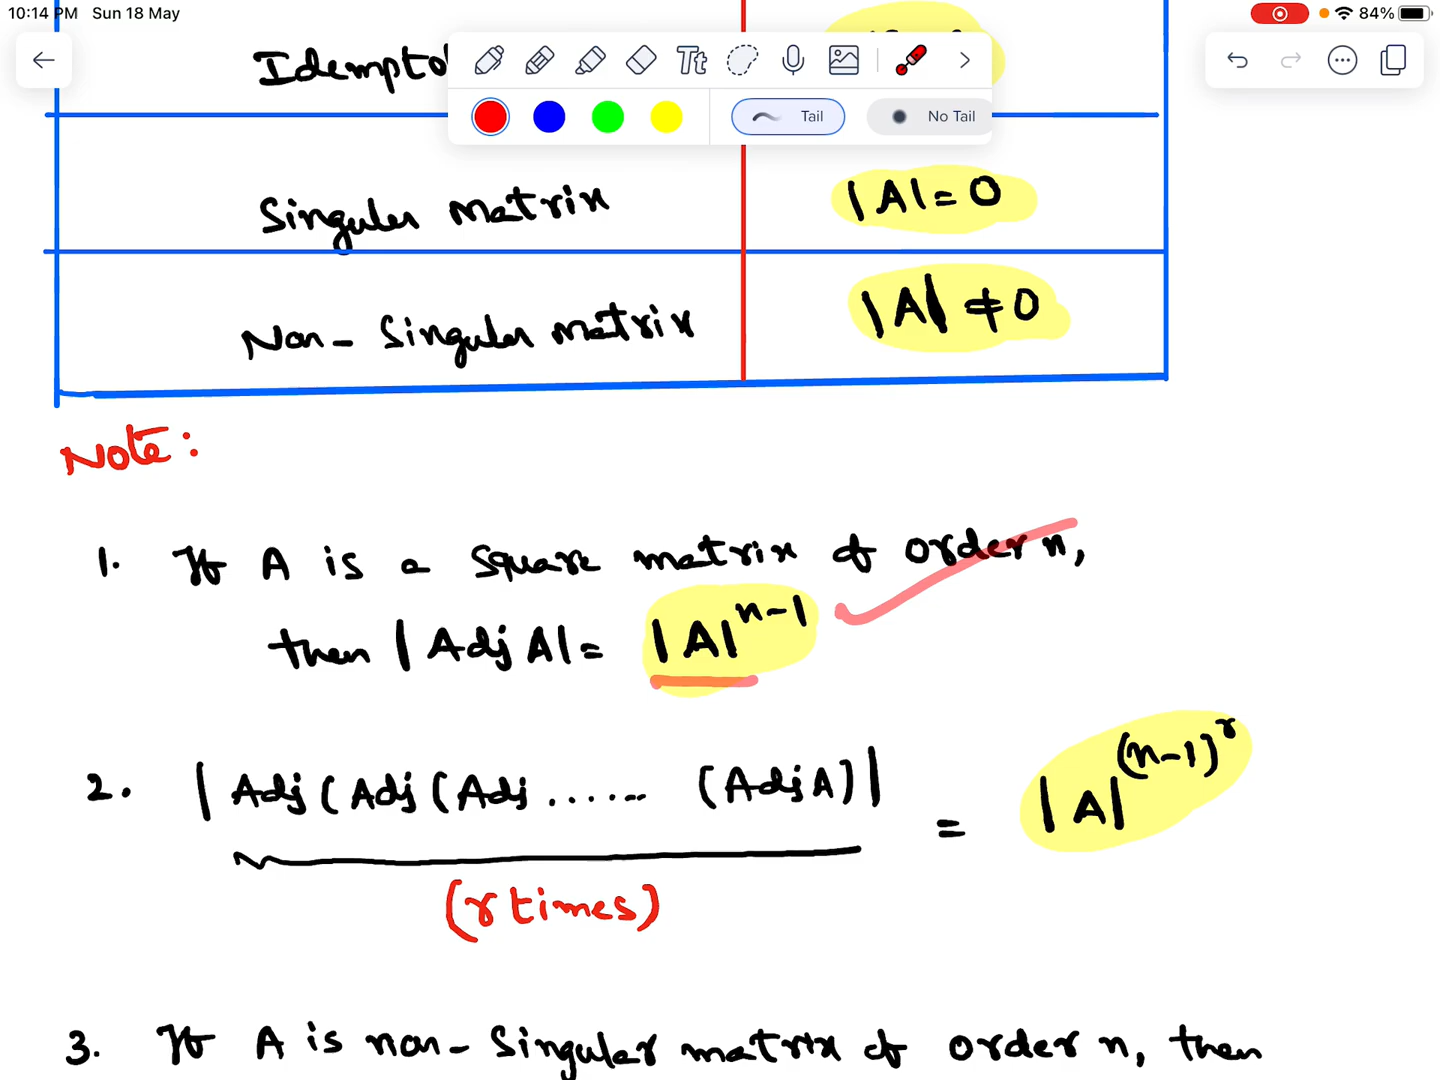 10:14 PM Sun 18 May
84%
Tt
Tail
No Tail
Singular matrix
|A| = 0
Non-Singular matrix
|A| ≠ 0
Note:
1. If A is a square matrix of order n,
then |Adj A| = |A|ⁿ⁻¹
2. |Adj(Adj(Adj ........ (Adj A)| = |A|^(n-1)^r
(r times)
3. If A is non-Singular matrix of order n, then